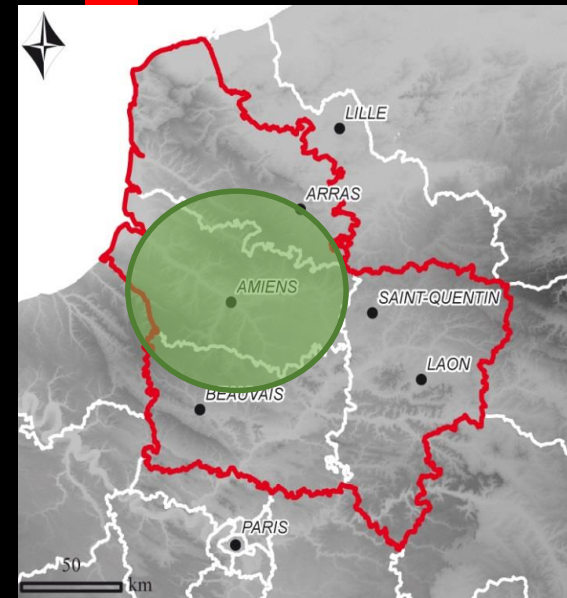 LILLE
ARRAS
AMIENS
SAINT-QUENTIN
LAON
BEAUVAIS
PARIS
50
km